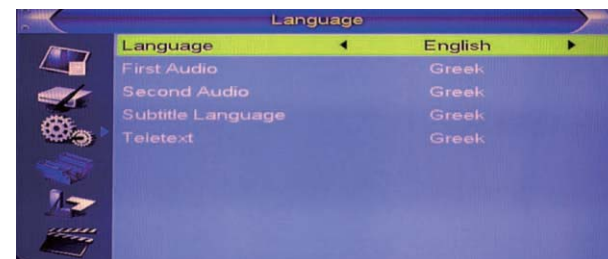 Language
Language English
First Audio Greek
Second Audio Greek
Subtitle Language Greek
Teletext Greek